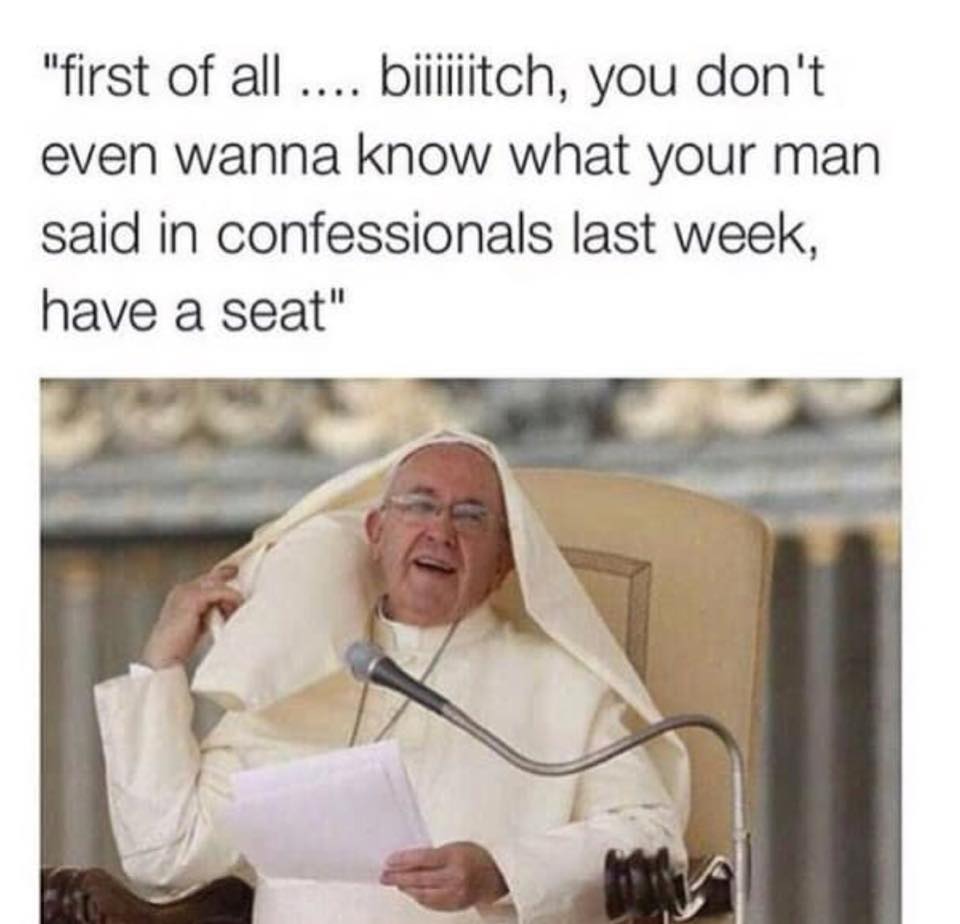 "first of all .... biiiiiitch, you don't
even wanna know what your man
said in confessionals last week,
have a seat"